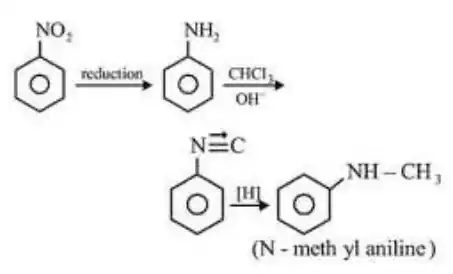 NO₂
NH₂
reduction
CHCl₃
OH⁻
N≡C
[H]
NH – CH₃
(N - meth yl aniline)